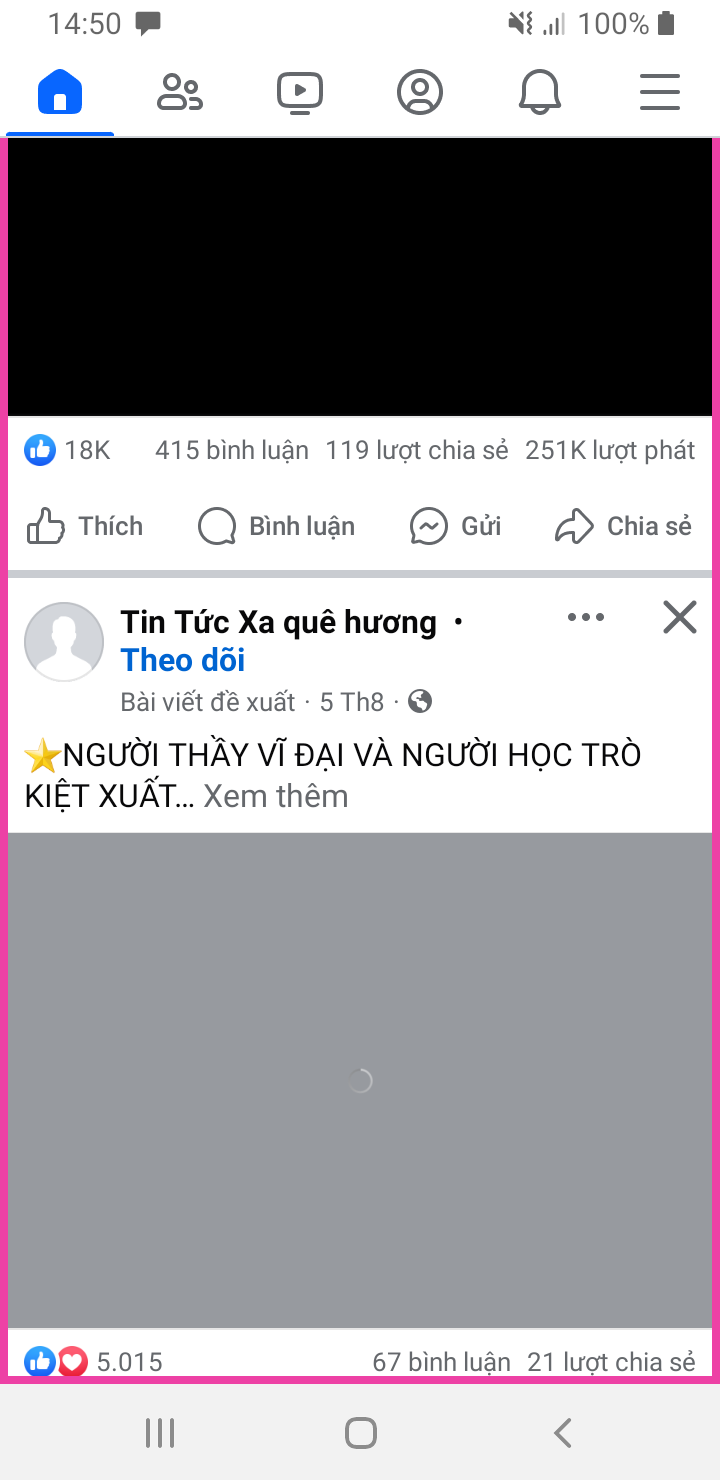 14:50
100%
18K 415 bình luận 119 lượt chia sẻ 251K lượt phát
Thích Bình luận Gửi Chia sẻ
Tin Tức Xa quê hương •
Theo dõi
Bài viết đề xuất · 5 Th8 ·
⭐NGƯỜI THẦY VĨ ĐẠI VÀ NGƯỜI HỌC TRÒ
KIỆT XUẤT... Xem thêm
5.015 67 bình luận 21 lượt chia sẻ